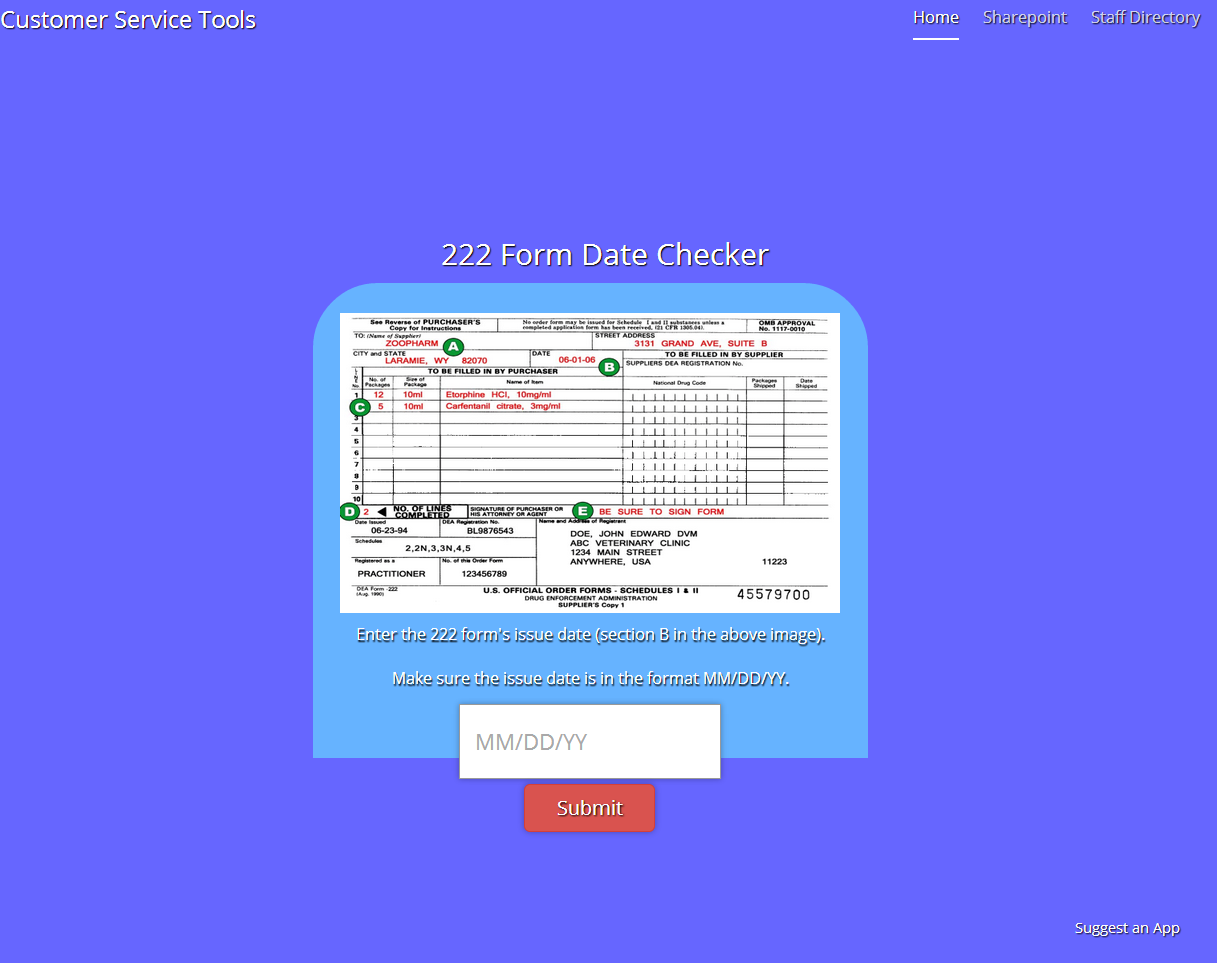 Customer Service Tools
Home Sharepoint Staff Directory
222 Form Date Checker
See Reverse of PURCHASER'S Copy for Instructions
No order form may be issued for Schedule I and II substances unless a completed application form has been received, (21 CFR 1305.04).
OMB APPROVAL No. 1117-0010
TO: (Name of Supplier)
ZOOPHARM
A
STREET ADDRESS
3131 GRAND AVE, SUITE B
CITY and STATE
LARAMIE, WY 82070
DATE
06-01-06
B
TO BE FILLED IN BY SUPPLIER
SUPPLIERS DEA REGISTRATION No.
TO BE FILLED IN BY PURCHASER
No. of Packages
Size of Package
Name of Item
National Drug Code
Packages Shipped
Date Shipped
1 12 10ml Etorphine HCl, 10mg/ml
C 5 10ml Carfentanil citrate, 3mg/ml
3
4
5
6
7
8
9
10
D 2 NO. OF LINES COMPLETED
SIGNATURE OF PURCHASER OR HIS ATTORNEY OR AGENT
E BE SURE TO SIGN FORM
Date Issued
06-23-94
DEA Registration No.
BL9876543
Name and Address of Registrant
DOE, JOHN EDWARD DVM
ABC VETERINARY CLINIC
1234 MAIN STREET
ANYWHERE, USA 11223
Schedules
2,2N,3,3N,4,5
Registered as a
PRACTITIONER
No. of this Order Form
123456789
DEA Form -222
(Aug. 1990)
U.S. OFFICIAL ORDER FORMS - SCHEDULES I & II
DRUG ENFORCEMENT ADMINISTRATION
SUPPLIER'S Copy 1
45579700
Enter the 222 form's issue date (section B in the above image).
Make sure the issue date is in the format MM/DD/YY.
MM/DD/YY
Submit
Suggest an App